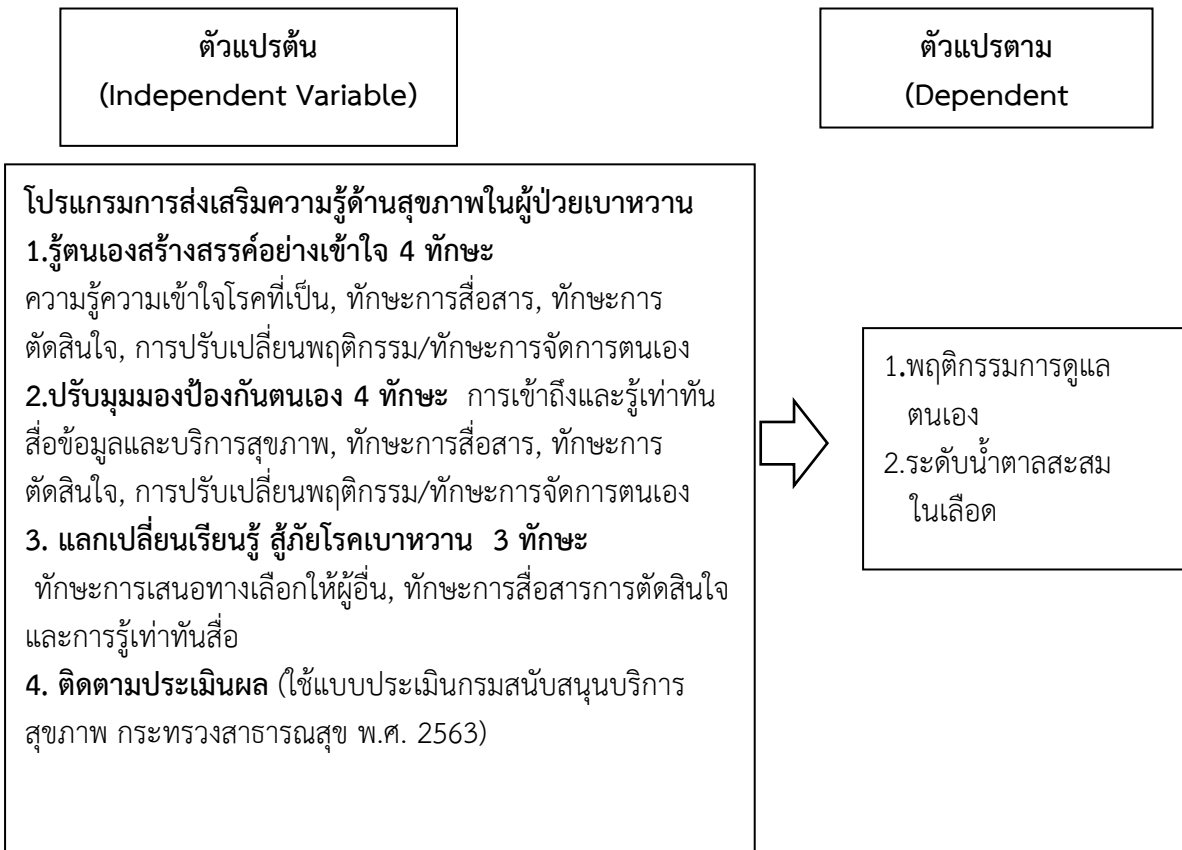 ตัวแปรต้น
(Independent Variable)
ตัวแปรตาม
(Dependent
โปรแกรมการส่งเสริมความรู้ด้านสุขภาพในผู้ป่วยเบาหวาน
1.รู้ตนเองสร้างสรรค์อย่างเข้าใจ 4 ทักษะ
ความรู้ความเข้าใจโรคที่เป็น, ทักษะการสื่อสาร, ทักษะการ
ตัดสินใจ, การปรับเปลี่ยนพฤติกรรม/ทักษะการจัดการตนเอง
2.ปรับมุมมองป้องกันตนเอง 4 ทักษะ การเข้าถึงและรู้เท่าทัน
สื่อข้อมูลและบริการสุขภาพ, ทักษะการสื่อสาร, ทักษะการ
ตัดสินใจ, การปรับเปลี่ยนพฤติกรรม/ทักษะการจัดการตนเอง
3. แลกเปลี่ยนเรียนรู้ สู้ภัยโรคเบาหวาน 3 ทักษะ
ทักษะการเสนอทางเลือกให้ผู้อื่น, ทักษะการสื่อสารการตัดสินใจ
และการรู้เท่าทันสื่อ
4. ติดตามประเมินผล (ใช้แบบประเมินกรมสนับสนุนบริการ
สุขภาพ กระทรวงสาธารณสุข พ.ศ. 2563)
1.พฤติกรรมการดูแล
ตนเอง
2.ระดับน้ำตาลสะสม
ในเลือด